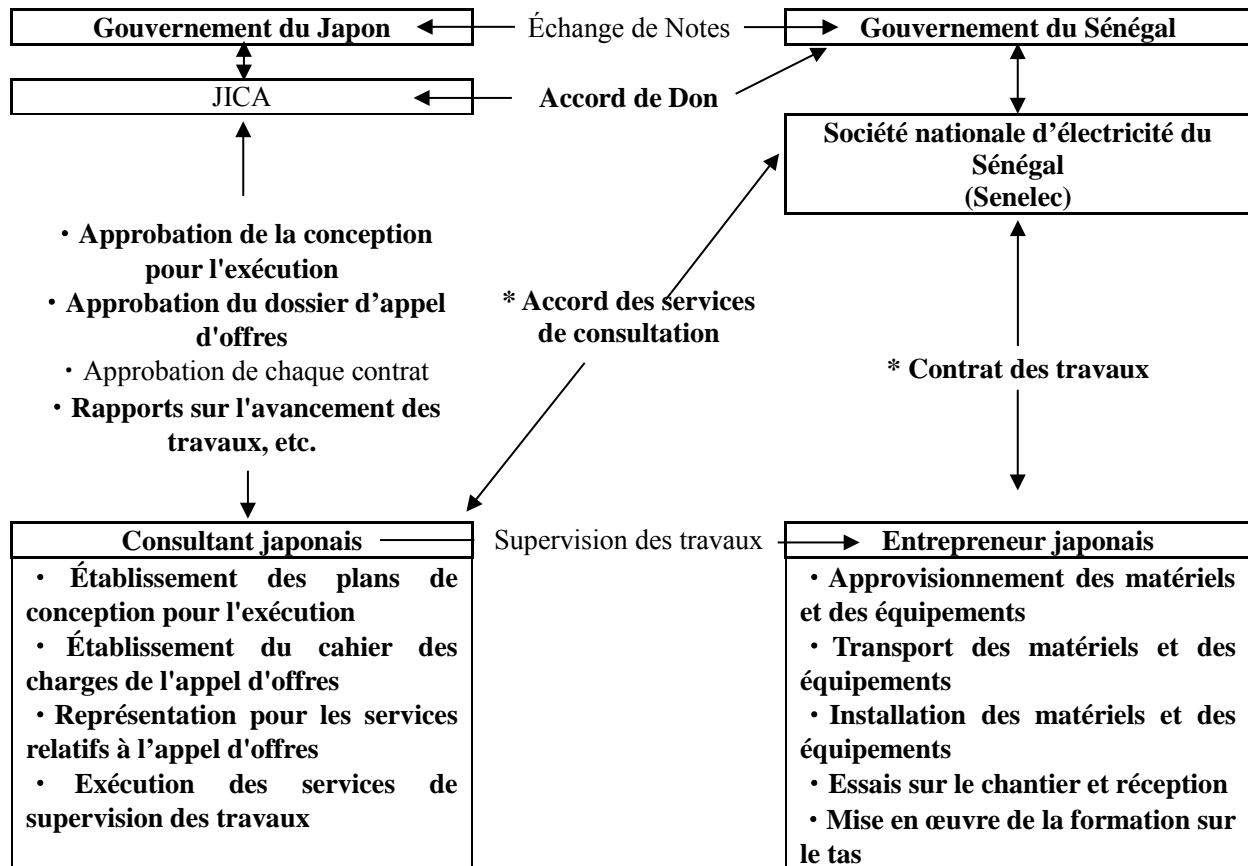 Gouvernement du Japon
Échange de Notes
Gouvernement du Sénégal
JICA
Accord de Don
Société nationale d’électricité du
Sénégal
(Senelec)
・Approbation de la conception
pour l'exécution
・Approbation du dossier d’appel
d'offres
・Approbation de chaque contrat
・Rapports sur l'avancement des
travaux, etc.
* Accord des services
de consultation
* Contrat des travaux
Consultant japonais
Supervision des travaux
Entrepreneur japonais
・Établissement des plans de
conception pour l'exécution
・Établissement du cahier des
charges de l'appel d'offres
・Représentation pour les services
relatifs à l’appel d'offres
・Exécution des services de
supervision des travaux
・Approvisionnement des matériels
et des équipements
・Transport des matériels et des
équipements
・Installation des matériels et des
équipements
・Essais sur le chantier et réception
・Mise en œuvre de la formation sur
le tas